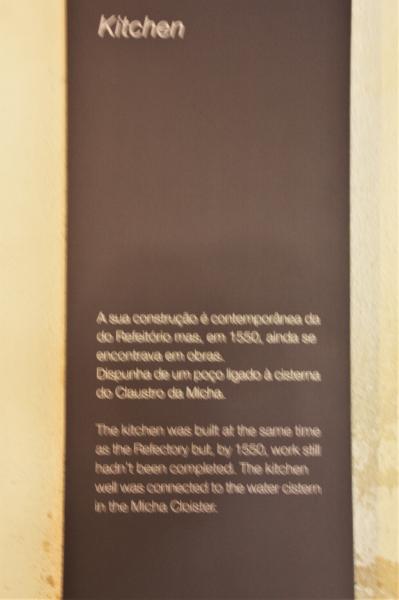 Kitchen
A sua construção é contemporânea da
do Refeitório mas, em 1550, ainda se
encontrava em obras.
Dispunha de um poço ligado à cisterna
do Claustro da Micha.
The kitchen was built at the same time
as the Refectory but, by 1550, work still
hadn't been completed. The kitchen
well was connected to the water cistern
in the Micha Cloister.